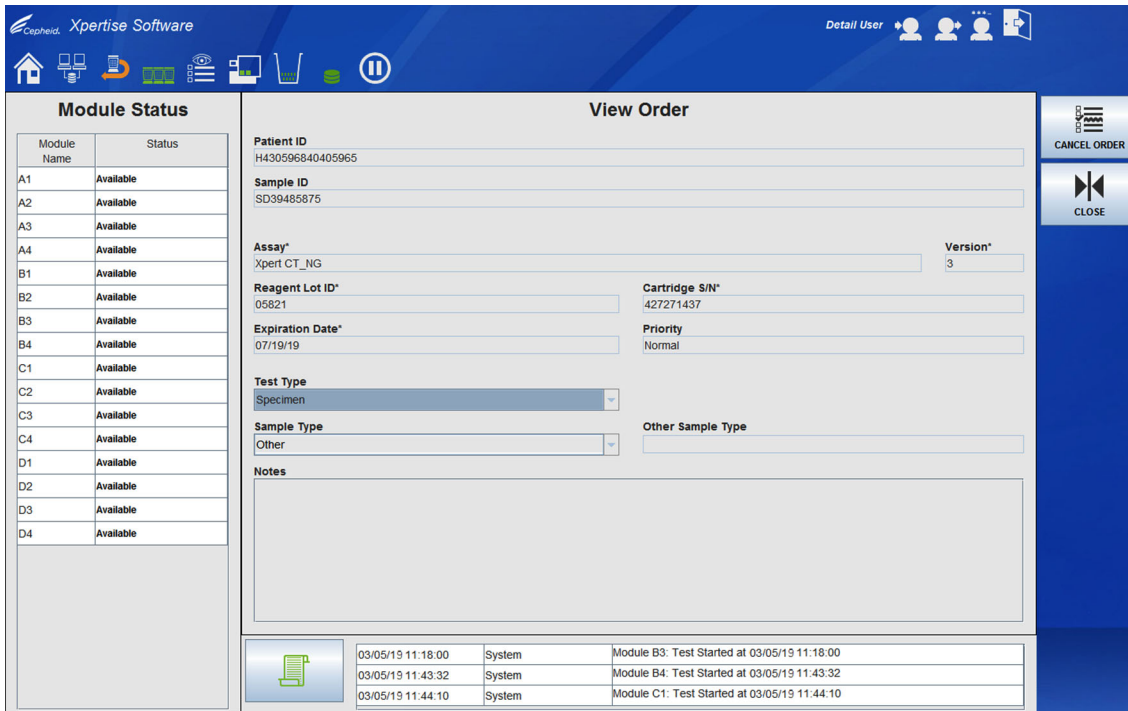 Cepheid. Xpertise Software
Detail User
Module Status
Module Name Status
A1 Available
A2 Available
A3 Available
A4 Available
B1 Available
B2 Available
B3 Available
B4 Available
C1 Available
C2 Available
C3 Available
C4 Available
D1 Available
D2 Available
D3 Available
D4 Available
View Order
Patient ID
H430596840405965
Sample ID
SD39485875
Assay* Version*
Xpert CT_NG 3
Reagent Lot ID* Cartridge S/N*
05821 427271437
Expiration Date* Priority
07/19/19 Normal
Test Type
Specimen
Sample Type Other Sample Type
Other
Notes
03/05/19 11:18:00 System Module B3: Test Started at 03/05/19 11:18:00
03/05/19 11:43:32 System Module B4: Test Started at 03/05/19 11:43:32
03/05/19 11:44:10 System Module C1: Test Started at 03/05/19 11:44:10
CANCEL ORDER
CLOSE